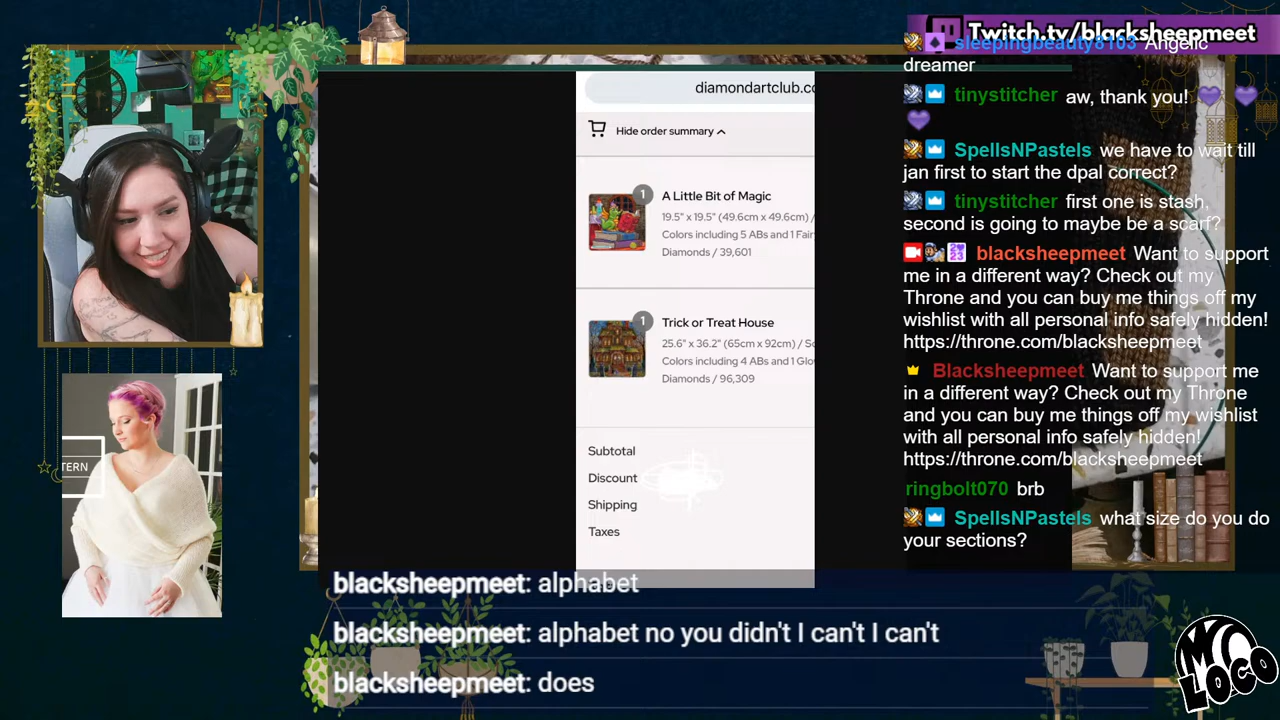 Twitch.tv/blacksheepmeet
sleepingbeauty8103 Angelic
dreamer
tinystitcher aw, thank you!
SpellsNPastels we have to wait till
jan first to start the dpal correct?
tinystitcher first one is stash,
second is going to maybe be a scarf?
blacksheepmeet Want to support
me in a different way? Check out my
Throne and you can buy me things off my
wishlist with all personal info safely hidden!
https://throne.com/blacksheepmeet
Blacksheepmeet Want to support me
in a different way? Check out my Throne
and you can buy me things off my wishlist
with all personal info safely hidden!
https://throne.com/blacksheepmeet
ringbolt070 brb
SpellsNPastels what size do you do
your sections?
diamondartclub.co
Hide order summary
1
A Little Bit of Magic
19.5" x 19.5" (49.6cm x 49.6cm) /
Colors including 5 ABs and 1 Fair
Diamonds / 39,601
1
Trick or Treat House
25.6" x 36.2" (65cm x 92cm) / Sq
Colors including 4 ABs and 1 Glo
Diamonds / 96,309
Subtotal
Discount
Shipping
Taxes
TERN
blacksheepmeet: alphabet
blacksheepmeet: alphabet no you didn't I can't I can't
blacksheepmeet: does
MC
LOCO